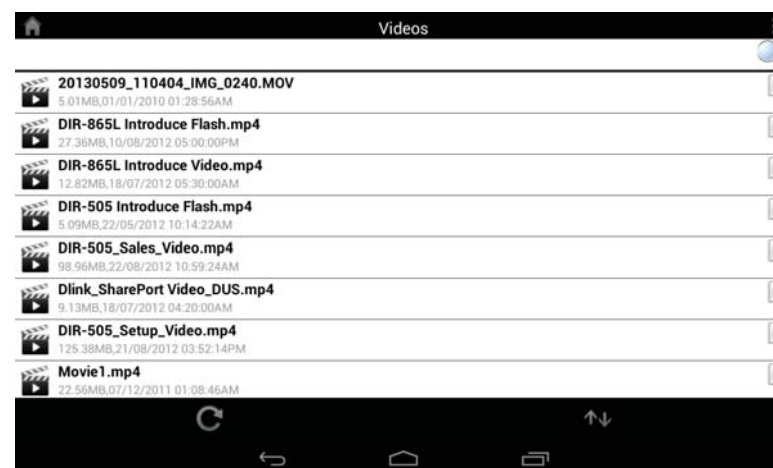 Videos
20130509_110404_IMG_0240.MOV
5.01MB,01/01/2010 01:28:56AM
DIR-865L Introduce Flash.mp4
27.36MB,10/08/2012 05:00:00PM
DIR-865L Introduce Video.mp4
12.82MB,18/07/2012 05:30:00AM
DIR-505 Introduce Flash.mp4
5.09MB,22/05/2012 10:14:22AM
DIR-505_Sales_Video.mp4
98.96MB,22/08/2012 10:59:24AM
Dlink_SharePort Video_DUS.mp4
9.13MB,18/07/2012 04:20:00AM
DIR-505_Setup_Video.mp4
125.38MB,21/08/2012 03:52:14PM
Movie1.mp4
22.56MB,07/12/2011 01:08:46AM